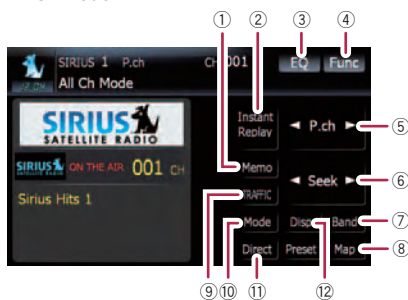 ① ② ③ ④
SIRIUS 1 P.ch CH 001 EQ Func
All Ch Mode
SIRIUS
SATELLITE RADIO
Instant
Replay
◄ P.ch ► ⑤
SIRIUS ON THE AIR 001 CH
Memo
Sirius Hits 1
TRAFFIC
◄ Seek ► ⑥
Mode Disp Band ⑦
Direct Preset Map ⑧
⑨ ⑩ ⑪ ⑫